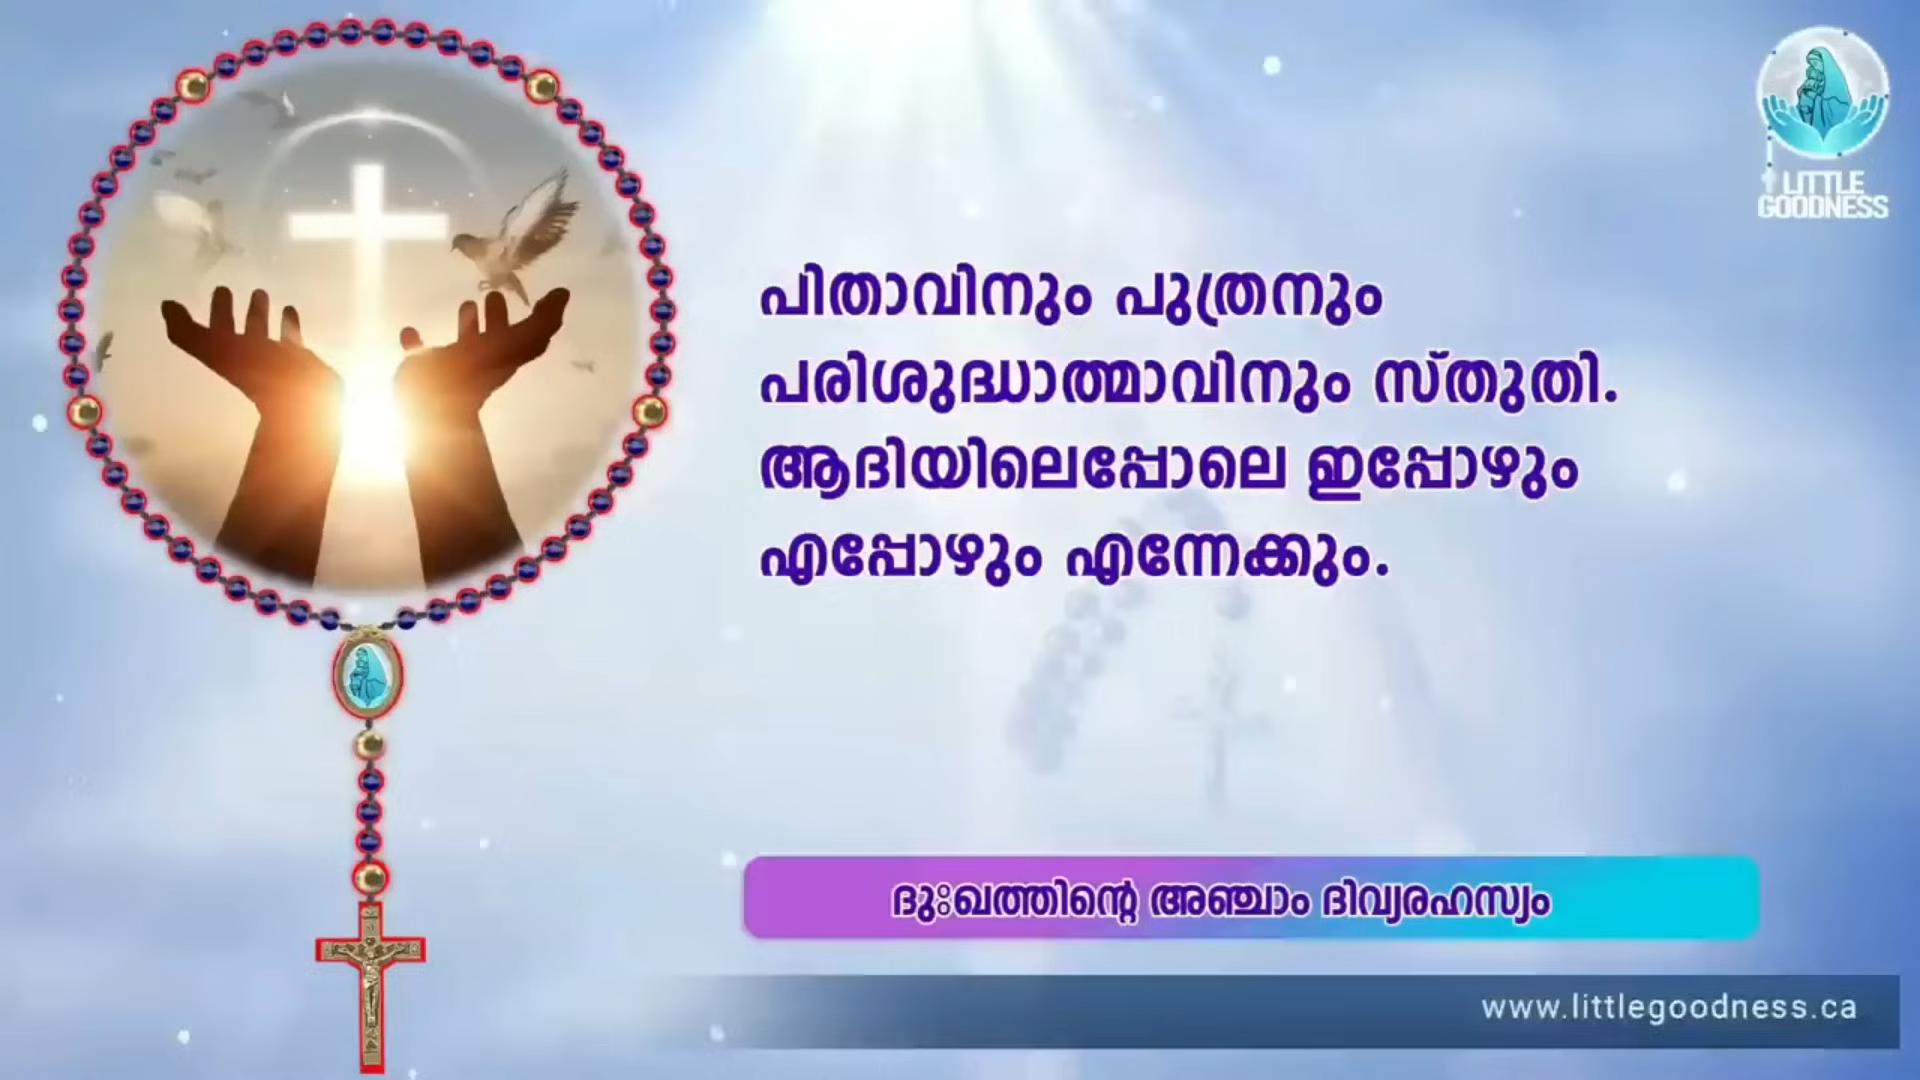 LITTLE
GOODNESS
പിതാവിനും പുത്രനും
പരിശുദ്ധാത്മാവിനും സ്തുതി.
ആദിയിലെപ്പോലെ ഇപ്പോഴും
എപ്പോഴും എന്നേക്കും.
ദുഃഖത്തിന്റെ അഞ്ചാം ദിവ്യരഹസ്യം
www.littlegoodness.ca